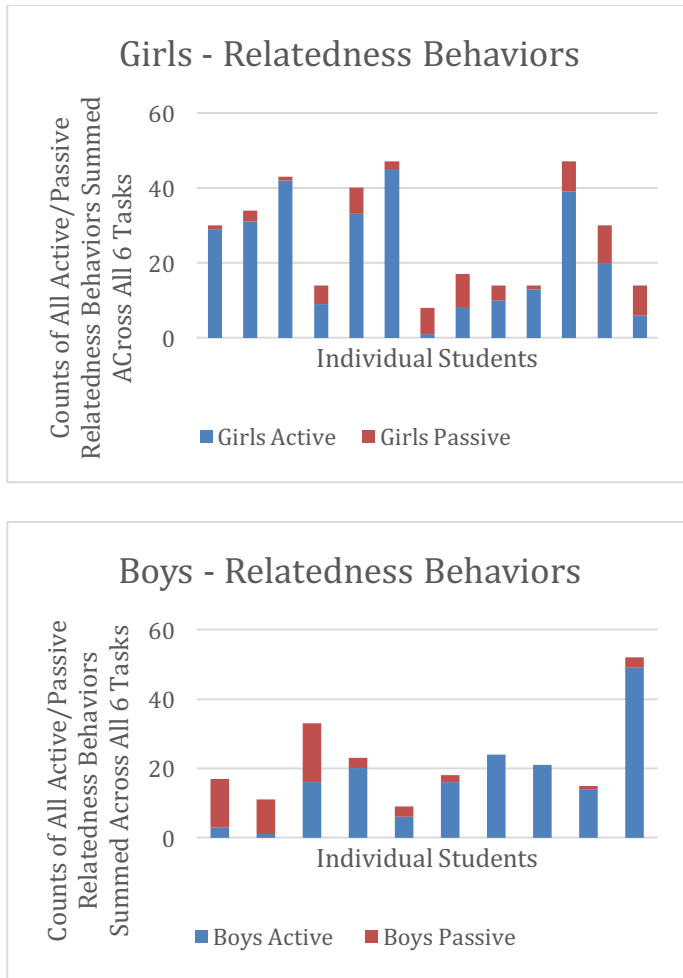 Girls - Relatedness Behaviors
Counts of All Active/Passive
Relatedness Behaviors Summed
ACross All 6 Tasks
60
40
20
0
Individual Students
Girls Active Girls Passive
Boys - Relatedness Behaviors
Counts of All Active/Passive
Relatedness Behaviors
Summed Across All 6 Tasks
60
40
20
0
Individual Students
Boys Active Boys Passive